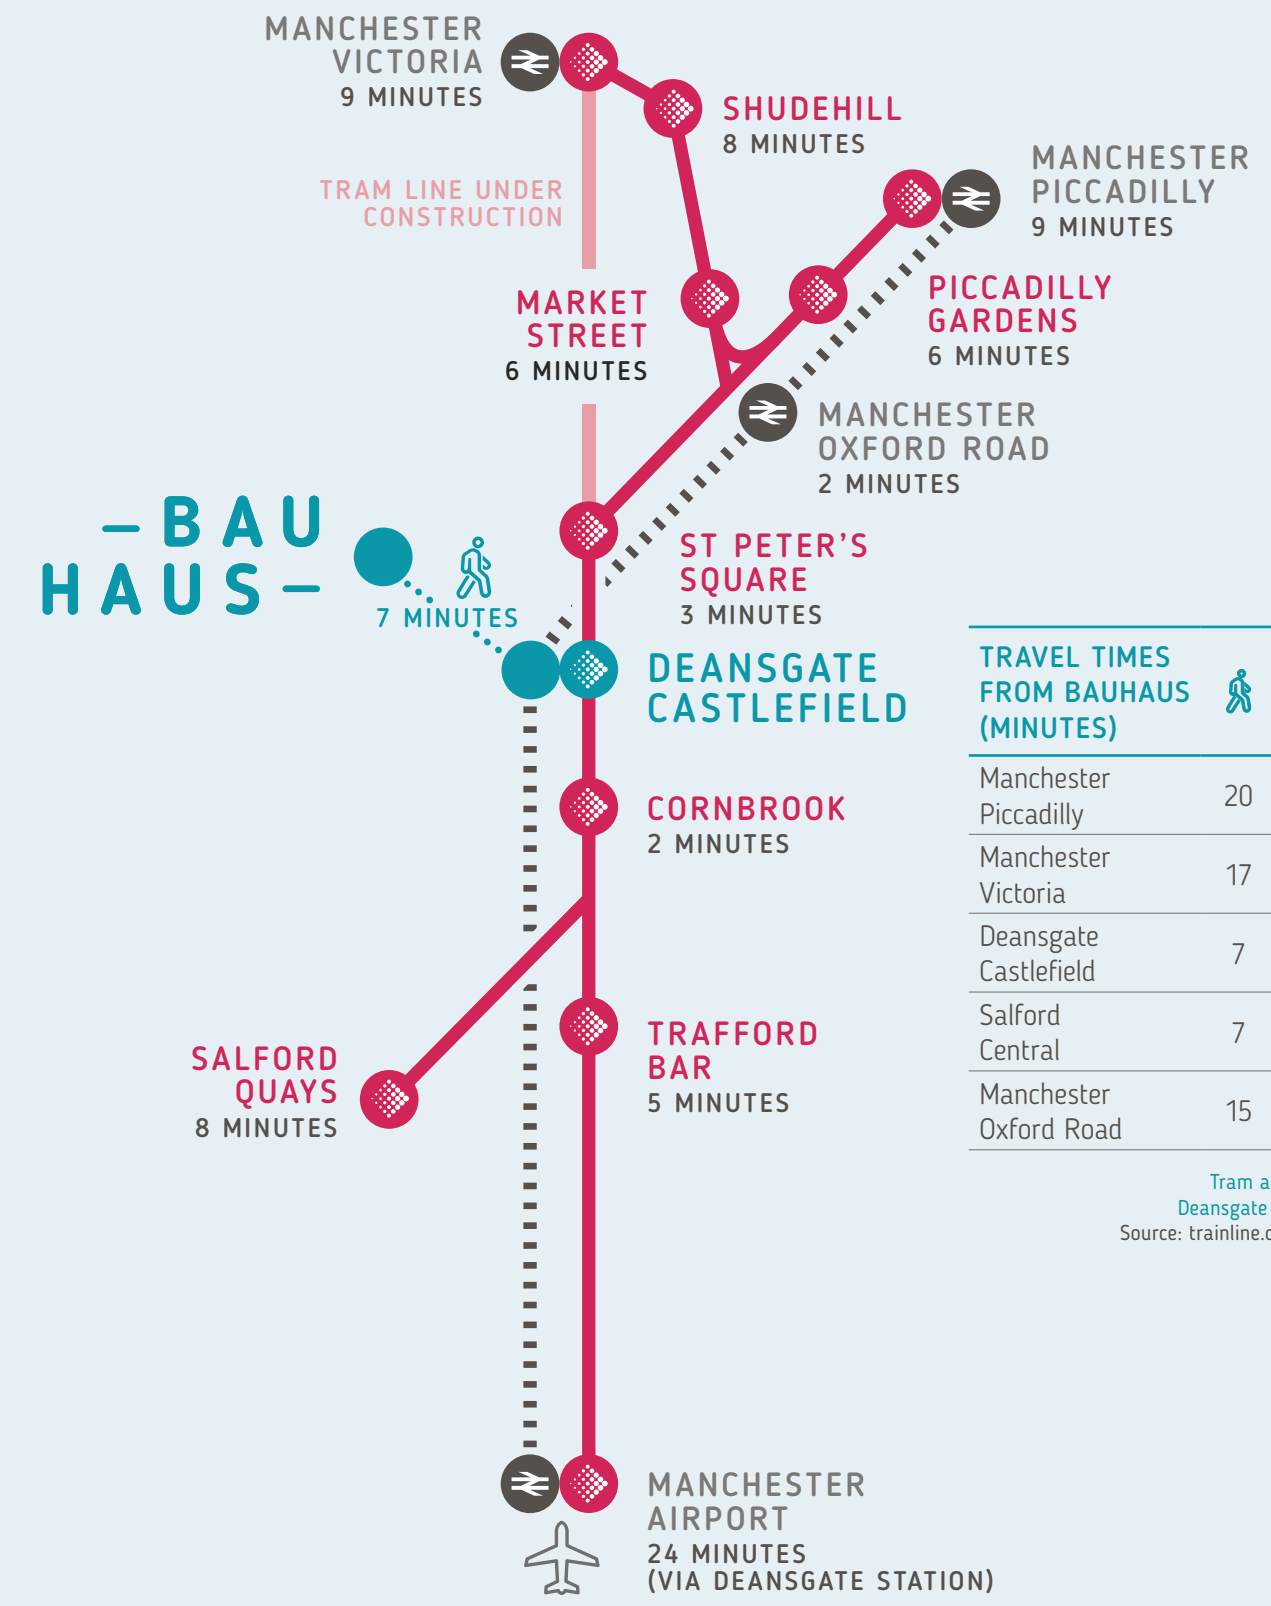 MANCHESTER
VICTORIA
9 MINUTES
SHUDEHILL
8 MINUTES
MANCHESTER
PICCADILLY
9 MINUTES
TRAM LINE UNDER
CONSTRUCTION
MARKET
STREET
6 MINUTES
PICCADILLY
GARDENS
6 MINUTES
MANCHESTER
OXFORD ROAD
2 MINUTES
–BAU
HAUS–
7 MINUTES
ST PETER'S
SQUARE
3 MINUTES
DEANSGATE
CASTLEFIELD
CORNBROOK
2 MINUTES
SALFORD
QUAYS
8 MINUTES
TRAFFORD
BAR
5 MINUTES
MANCHESTER
AIRPORT
24 MINUTES
(VIA DEANSGATE STATION)
TRAVEL TIMES
FROM BAUHAUS
(MINUTES)
Manchester
Piccadilly 20
Manchester
Victoria 17
Deansgate
Castlefield 7
Salford
Central 7
Manchester
Oxford Road 15
Tram
Deansgate
Source: trainline.